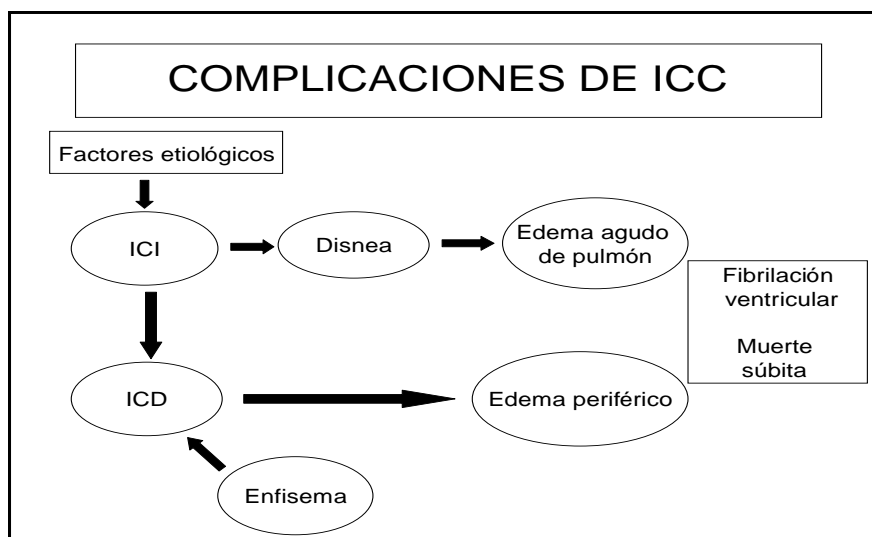 COMPLICACIONES DE ICC
Factores etiológicos
ICI
Disnea
Edema agudo
de pulmón
Fibrilación
ventricular
Muerte
súbita
ICD
Edema periférico
Enfisema